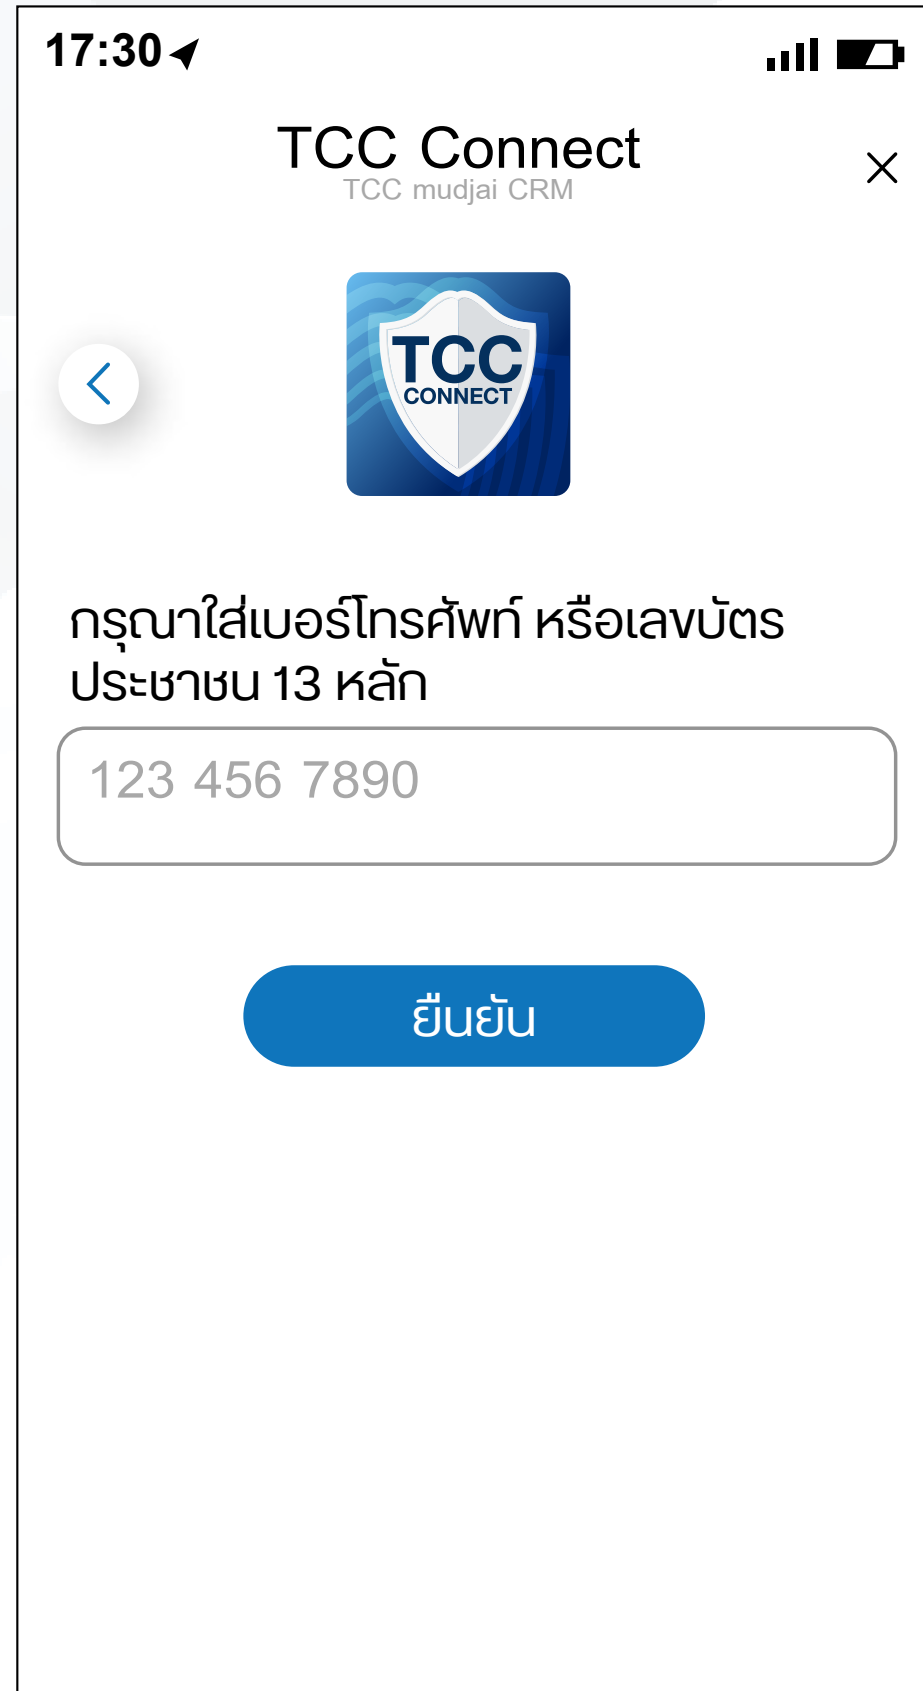 17:30
TCC Connect
TCC mudjai CRM
TCC
CONNECT
กรุณาใส่เบอร์โทรศัพท์ หรือเลขบัตร
ประชาชน 13 หลัก
123 456 7890
ยืนยัน